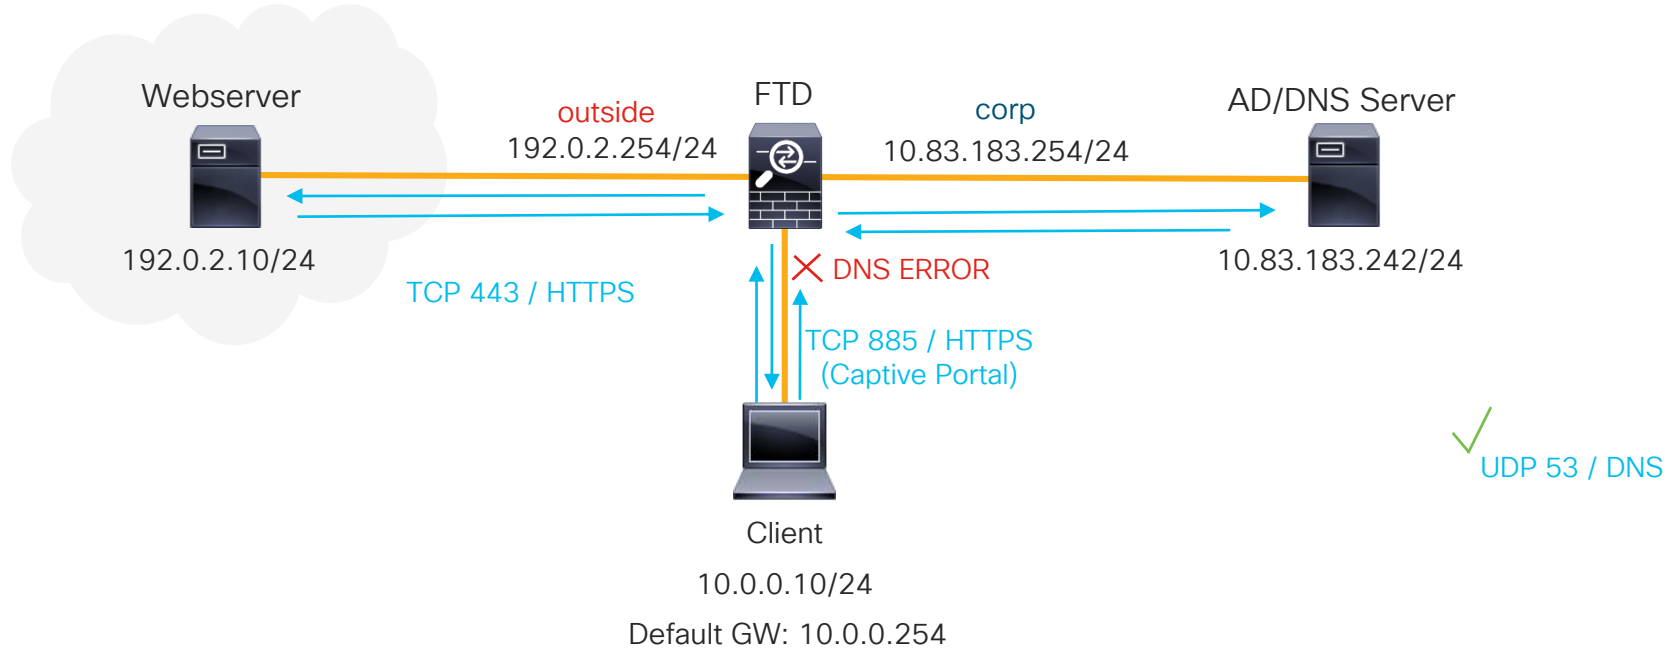 Webserver
outside
192.0.2.254/24
FTD
corp
10.83.183.254/24
AD/DNS Server
192.0.2.10/24
TCP 443 / HTTPS
DNS ERROR
10.83.183.242/24
TCP 885 / HTTPS
(Captive Portal)
UDP 53 / DNS
Client
10.0.0.10/24
Default GW: 10.0.0.254